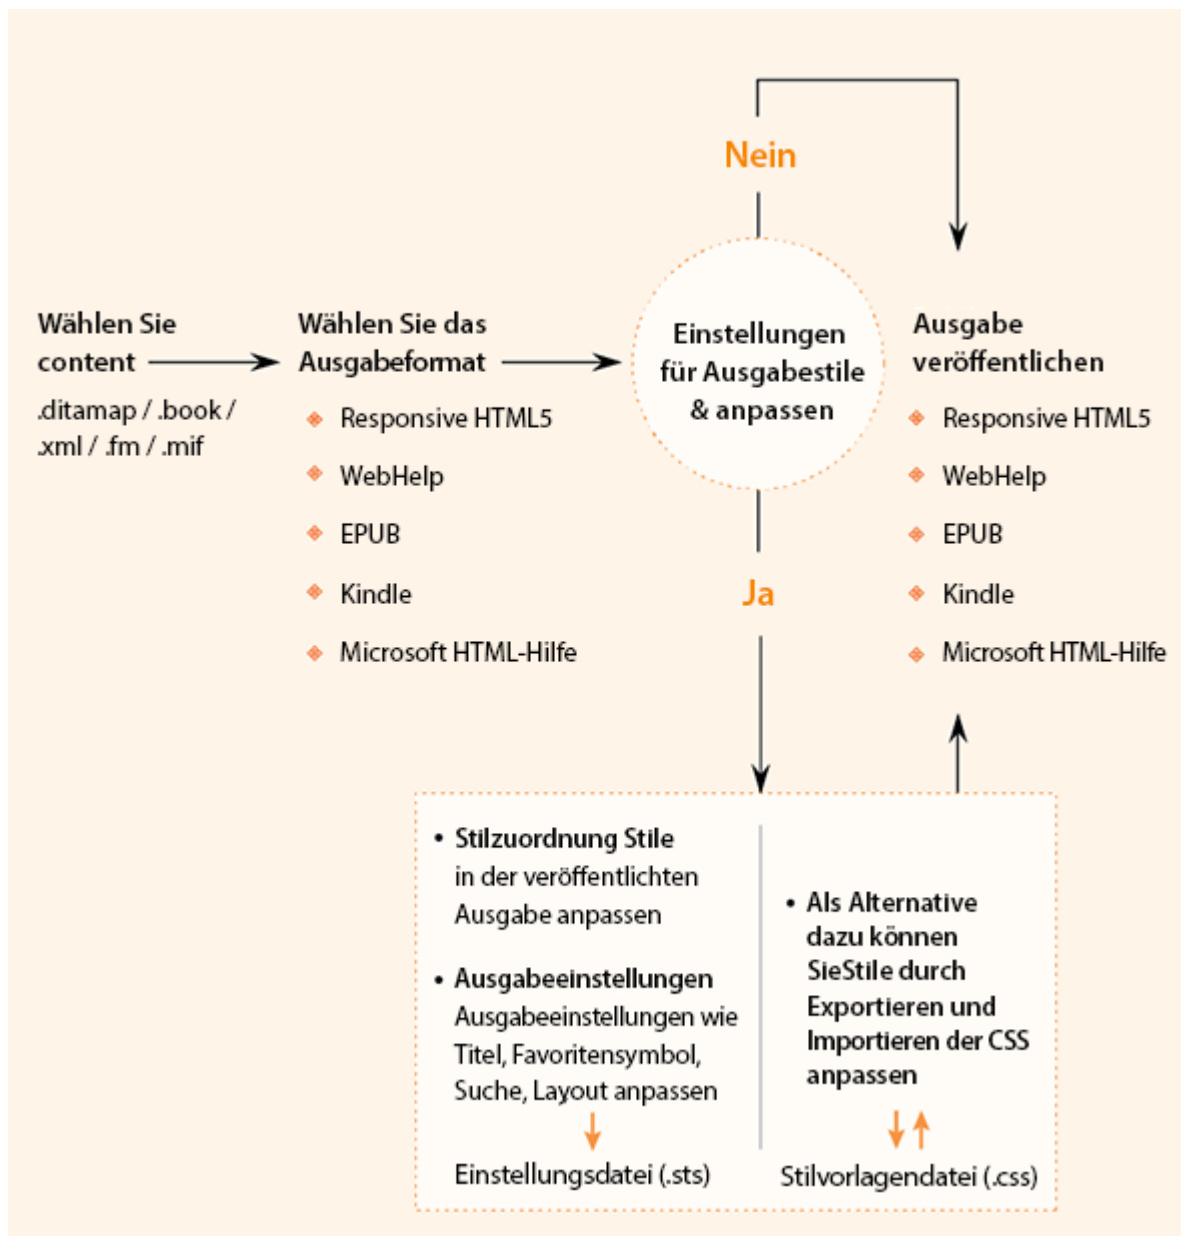 Nein
Wählen Sie
content
.ditamap / .book /
.xml / .fm / .mif
Wählen Sie das
Ausgabeformat
Responsive HTML5
WebHelp
EPUB
Kindle
Microsoft HTML-Hilfe
Einstellungen
für Ausgabestile
& anpassen
Ja
Ausgabe
veröffentlichen
Responsive HTML5
WebHelp
EPUB
Kindle
Microsoft HTML-Hilfe
• Stilzuordnung Stile
in der veröffentlichten
Ausgabe anpassen
• Ausgabeeinstellungen
Ausgabeeinstellungen wie
Titel, Favoritensymbol,
Suche, Layout anpassen
Einstellungsdatei (.sts)
• Als Alternative
dazu können
SieStile durch
Exportieren und
Importieren der CSS
anpassen
Stilvorlagendatei (.css)